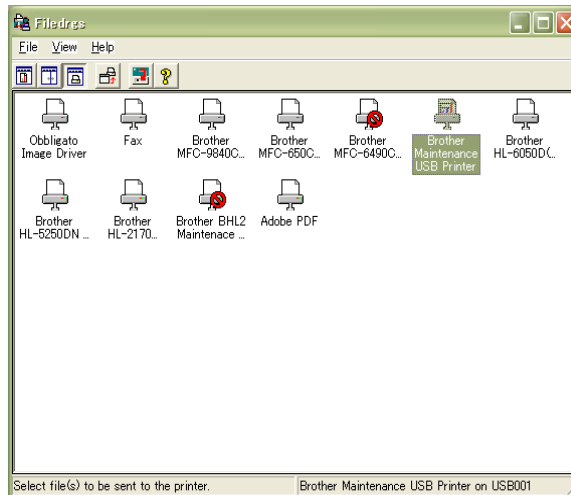 Filedrgs
File View Help
Obbligato
Image Driver
Fax
Brother
MFC-9840C...
Brother
MFC-650C...
Brother
MFC-6490C...
Brother
Maintenance
USB Printer
Brother
HL-6050D(...
Brother
HL-5250DN ...
Brother
HL-2170...
Brother BHL2
Maintenace ...
Adobe PDF
Select file(s) to be sent to the printer.
Brother Maintenance USB Printer on USB001